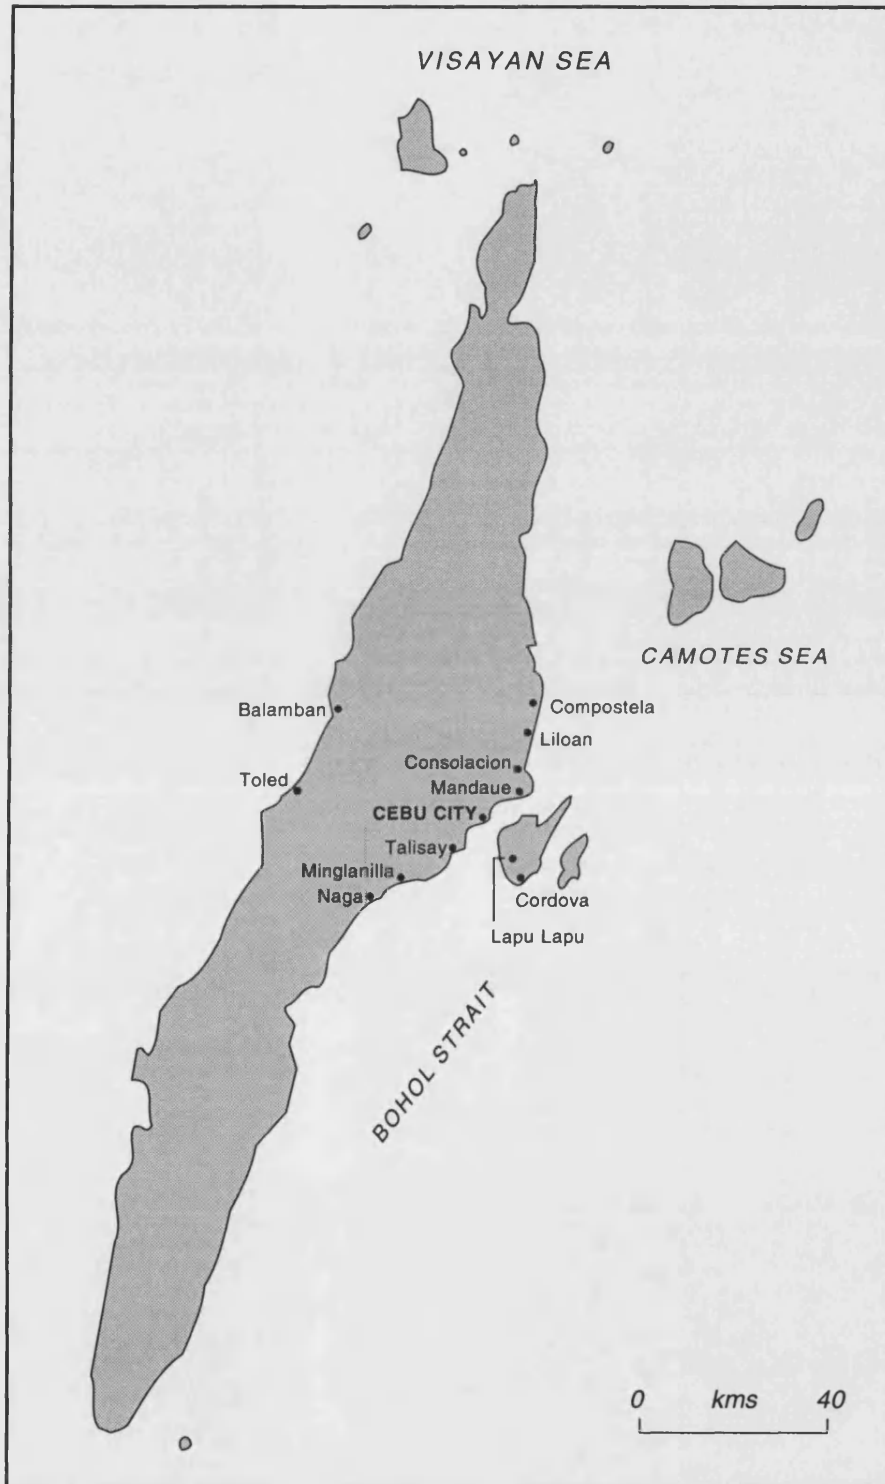 VISAYAN SEA
CAMOTES SEA
Balamban
Compostela
Liloan
Consolacion
Toled
Mandaue
CEBU CITY
Talisay
Minglanilla
Naga
Cordova
Lapu Lapu
BOHOL STRAIT
0 kms 40